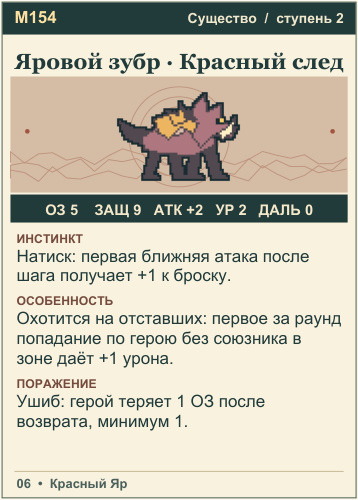 M154
Существо / ступень 2
Яровой зубр · Красный след
ОЗ 5 ЗАЩ 9 АТК +2 УР 2 ДАЛЬ 0
ИНСТИНКТ
Натиск: первая ближняя атака после
шага получает +1 к броску.
ОСОБЕННОСТЬ
Охотится на отставших: первое за раунд
попадание по герою без союзника в
зоне даёт +1 урона.
ПОРАЖЕНИЕ
Ушиб: герой теряет 1 ОЗ после
возврата, минимум 1.
06 • Красный Яр